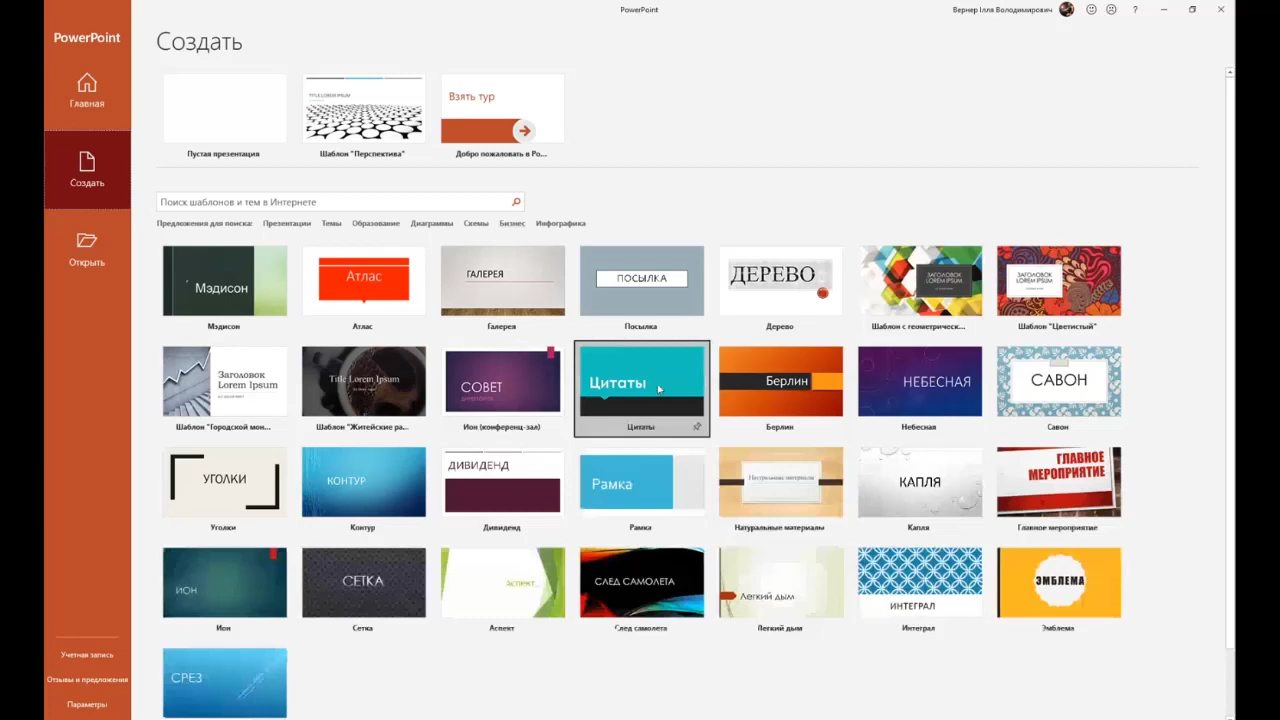 PowerPoint
Вернер Ілля Володимирович
?
PowerPoint
Главная
Создать
Открыть
Учетная запись
Отзывы и предложения
Параметры
Создать
TITLE LOREM IPSUM
Взять тур
Пустая презентация
Шаблон "Перспектива"
Добро пожаловать в Po...
Поиск шаблонов и тем в Интернете
Предложения для поиска: Презентации Темы Образование Диаграммы Схемы Бизнес Инфографика
Мэдисон
Атлас
ГАЛЕРЕЯ
ПОСЫЛКА
ДЕРЕВО
ЗАГОЛОВОК LOREM IPSUM
ЗАГОЛОВОК LOREM IPSUM
Мэдисон
Атлас
Галерея
Посылка
Дерево
Шаблон с геометрическ...
Шаблон "Цветистый"
Заголовок Lorem Ipsum
Title Lorem Ipsum
СОВЕТ
ДИРЕКТОРОВ
Цитаты
Берлин
НЕБЕСНАЯ
САВОН
Шаблон "Городской мон...
Шаблон "Житейские ра...
Ион (конференц-зал)
Цитаты
Берлин
Небесная
Савон
УГОЛКИ
КОНТУР
ДИВИДЕНД
Рамка
Натуральные материалы
КАПЛЯ
ГЛАВНОЕ МЕРОПРИЯТИЕ
Уголки
Контур
Дивиденд
Рамка
Натуральные материалы
Капля
Главное мероприятие
ИОН
СЕТКА
Аспект
СЛЕД САМОЛЕТА
Легкий дым
ИНТЕГРАЛ
ЭМБЛЕМА
Ион
Сетка
Аспект
След самолета
Легкий дым
Интеграл
Эмблема
СРЕЗ